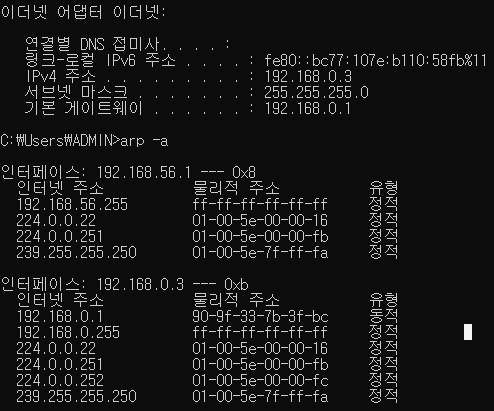 이더넷 어댑터 이더넷:
연결별 DNS 접미사. . . . :
링크-로컬 IPv6 주소 . . . . : fe80::bc77:107e:b110:58fb%11
IPv4 주소 . . . . . . . . . : 192.168.0.3
서브넷 마스크 . . . . . . . : 255.255.255.0
기본 게이트웨이 . . . . . . : 192.168.0.1
C:₩Users₩ADMIN>arp -a
인터페이스: 192.168.56.1 --- 0x8
인터넷 주소 물리적 주소 유형
192.168.56.255 ff-ff-ff-ff-ff-ff 정적
224.0.0.22 01-00-5e-00-00-16 정적
224.0.0.251 01-00-5e-00-00-fb 정적
239.255.255.250 01-00-5e-7f-ff-fa 정적
인터페이스: 192.168.0.3 --- 0xb
인터넷 주소 물리적 주소 유형
192.168.0.1 90-9f-33-7b-3f-bc 동적
192.168.0.255 ff-ff-ff-ff-ff-ff 정적
224.0.0.22 01-00-5e-00-00-16 정적
224.0.0.251 01-00-5e-00-00-fb 정적
224.0.0.252 01-00-5e-00-00-fc 정적
239.255.255.250 01-00-5e-7f-ff-fa 정적